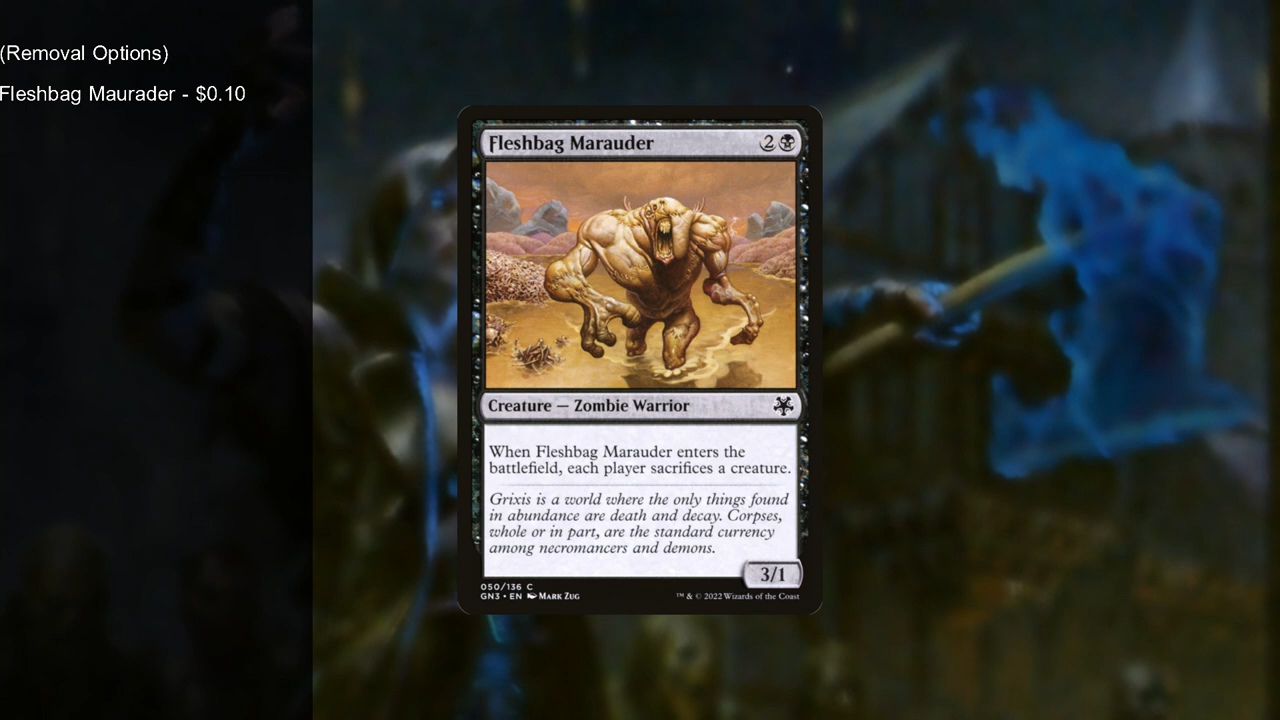 (Removal Options)
Fleshbag Maurader - $0.10
Fleshbag Marauder 2
Creature — Zombie Warrior
When Fleshbag Marauder enters the
battlefield, each player sacrifices a creature.
Grixis is a world where the only things found
in abundance are death and decay. Corpses,
whole or in part, are the standard currency
among necromancers and demons.
3/1
050/136 C
GN3 • EN Mark Zug
™ & © 2022 Wizards of the Coast